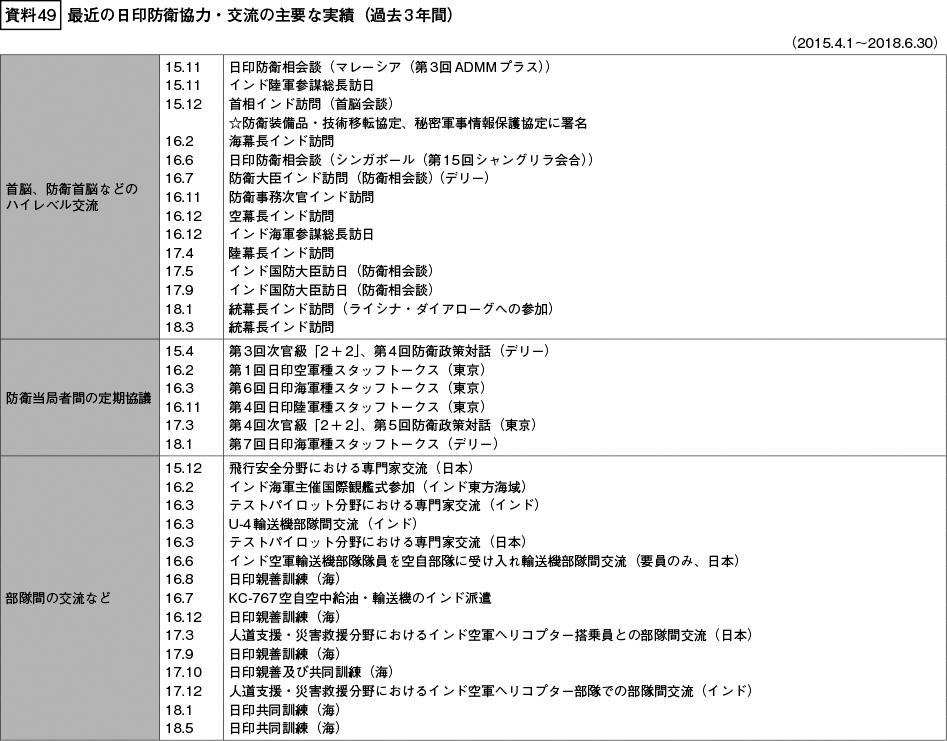 資料49 最近の日印防衛協力・交流の主要な実績（過去3年間）
（2015.4.1～2018.6.30）
首脳、防衛首脳などの
ハイレベル交流
15.11 日印防衛相会談（マレーシア（第3回ADMMプラス））
15.11 インド陸軍参謀総長訪日
15.12 首相インド訪問（首脳会談）
☆防衛装備品・技術移転協定、秘密軍事情報保護協定に署名
16.2 海幕長インド訪問
16.6 日印防衛相会談（シンガポール（第15回シャングリラ会合））
16.7 防衛大臣インド訪問（防衛相会談）（デリー）
16.11 防衛事務次官インド訪問
16.12 空幕長インド訪問
16.12 インド海軍参謀総長訪日
17.4 陸幕長インド訪問
17.5 インド国防大臣訪日（防衛相会談）
17.9 インド国防大臣訪日（防衛相会談）
18.1 統幕長インド訪問（ライシナ・ダイアローグへの参加）
18.3 統幕長インド訪問
防衛当局者間の定期協議
15.4 第3回次官級「2＋2」、第4回防衛政策対話（デリー）
16.2 第1回日印空軍種スタッフトークス（東京）
16.3 第6回日印海軍種スタッフトークス（東京）
16.11 第4回日印陸軍種スタッフトークス（東京）
17.3 第4回次官級「2＋2」、第5回防衛政策対話（東京）
18.1 第7回日印海軍種スタッフトークス（デリー）
部隊間の交流など
15.12 飛行安全分野における専門家交流（日本）
16.2 インド海軍主催国際観艦式参加（インド東方海域）
16.3 テストパイロット分野における専門家交流（インド）
16.3 U-4輸送機部隊間交流（インド）
16.3 テストパイロット分野における専門家交流（日本）
16.6 インド空軍輸送機部隊隊員を空自部隊に受け入れ輸送機部隊間交流（要員のみ、日本）
16.8 日印親善訓練（海）
16.7 KC-767空自空中給油・輸送機のインド派遣
16.12 日印親善訓練（海）
17.3 人道支援・災害救援分野におけるインド空軍ヘリコプター搭乗員との部隊間交流（日本）
17.9 日印親善訓練（海）
17.10 日印親善及び共同訓練（海）
17.12 人道支援・災害救援分野におけるインド空軍ヘリコプター部隊での部隊間交流（インド）
18.1 日印共同訓練（海）
18.5 日印共同訓練（海）